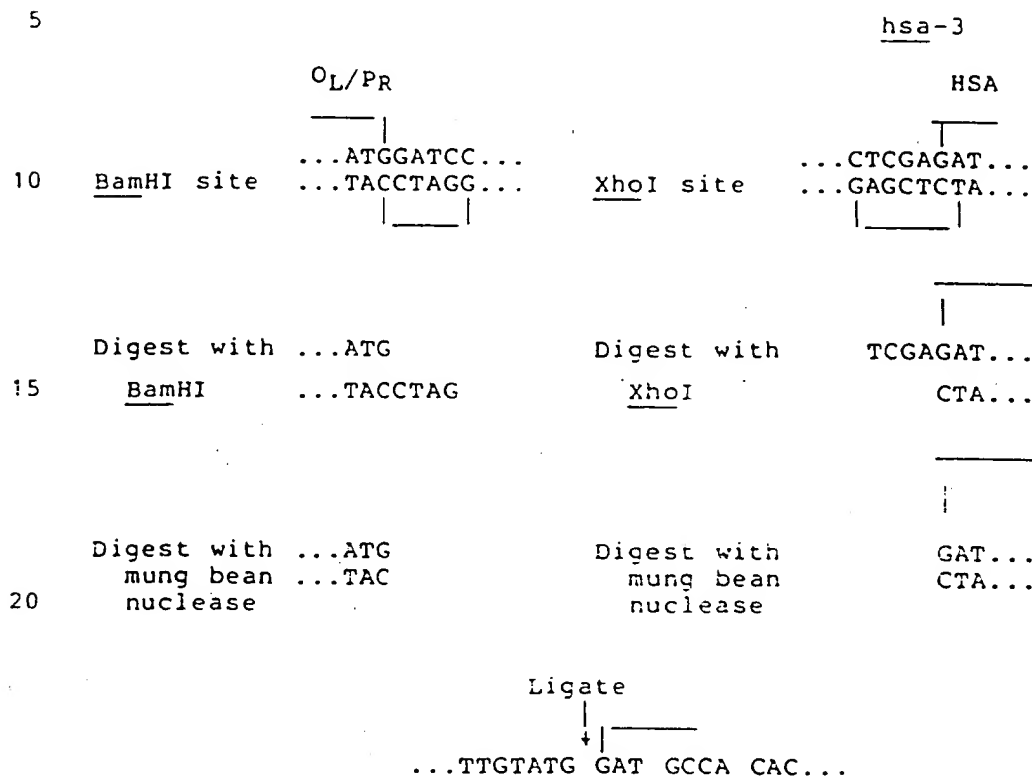 5
hsa-3
OL/PR HSA
...ATGGATCC... ...CTCGAGAT...
10 BamHI site ...TACCTAGG... XhoI site ...GAGCTCTA...
Digest with ...ATG Digest with TCGAGAT...
15 BamHI ...TACCTAG XhoI CTA...
Digest with ...ATG Digest with GAT...
mung bean ...TAC mung bean CTA...
20 nuclease nuclease
Ligate
...TTGTATG GAT GCCA CAC...